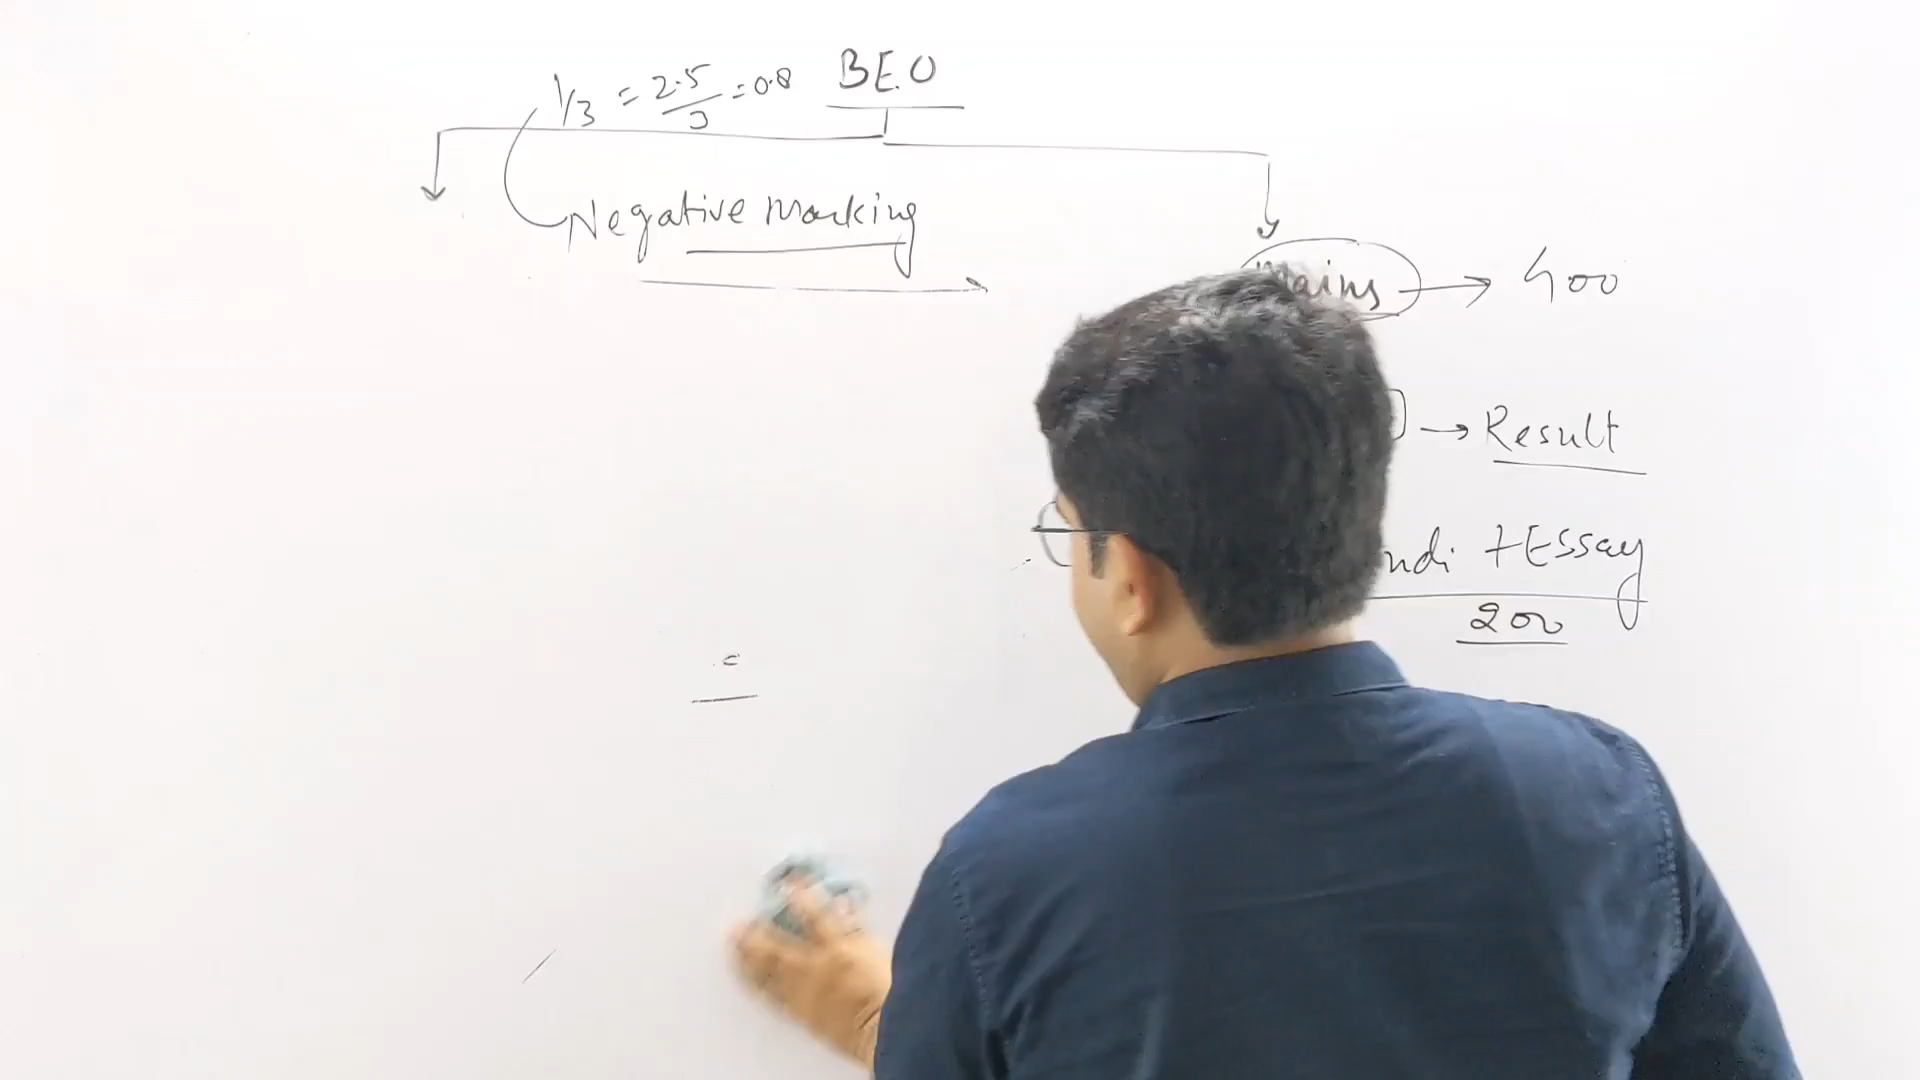 B.E.O
1/3 = 2.5/3 = 0.8
Negative Marking
Mains → 400
→ Result
ndi + Essay
200